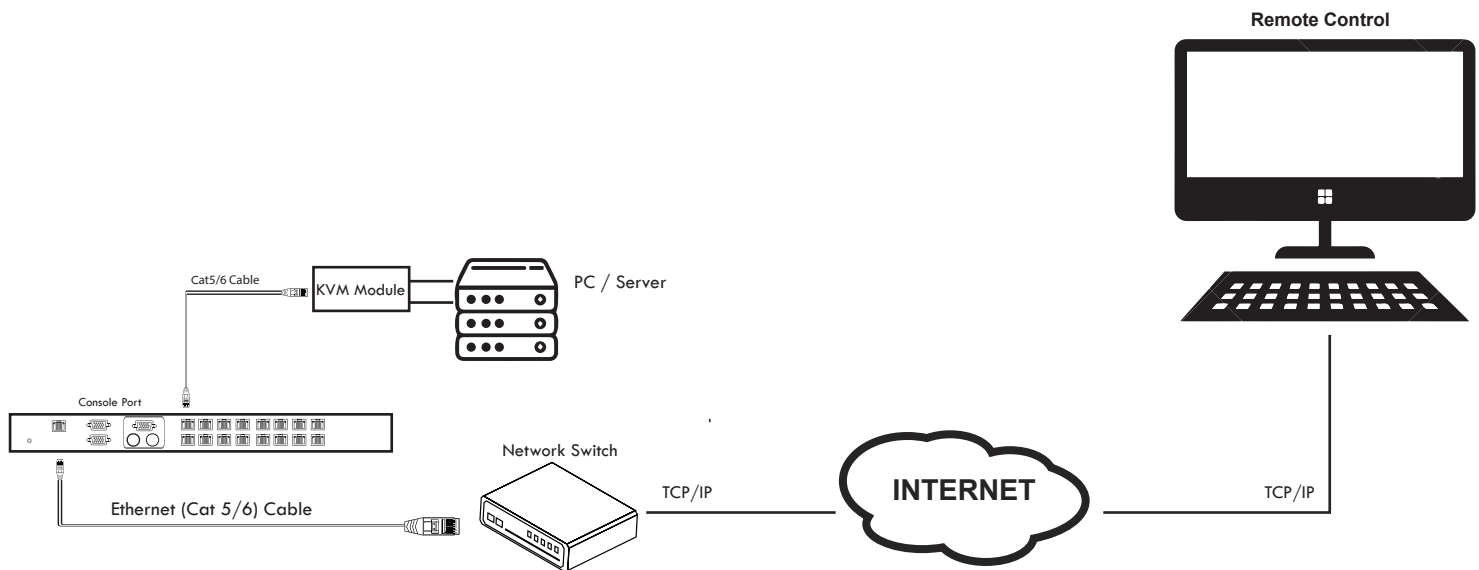 Remote Control
Cat5/6 Cable
KVM Module
PC / Server
Console Port
Network Switch
Ethernet (Cat 5/6) Cable
TCP/IP
INTERNET
TCP/IP